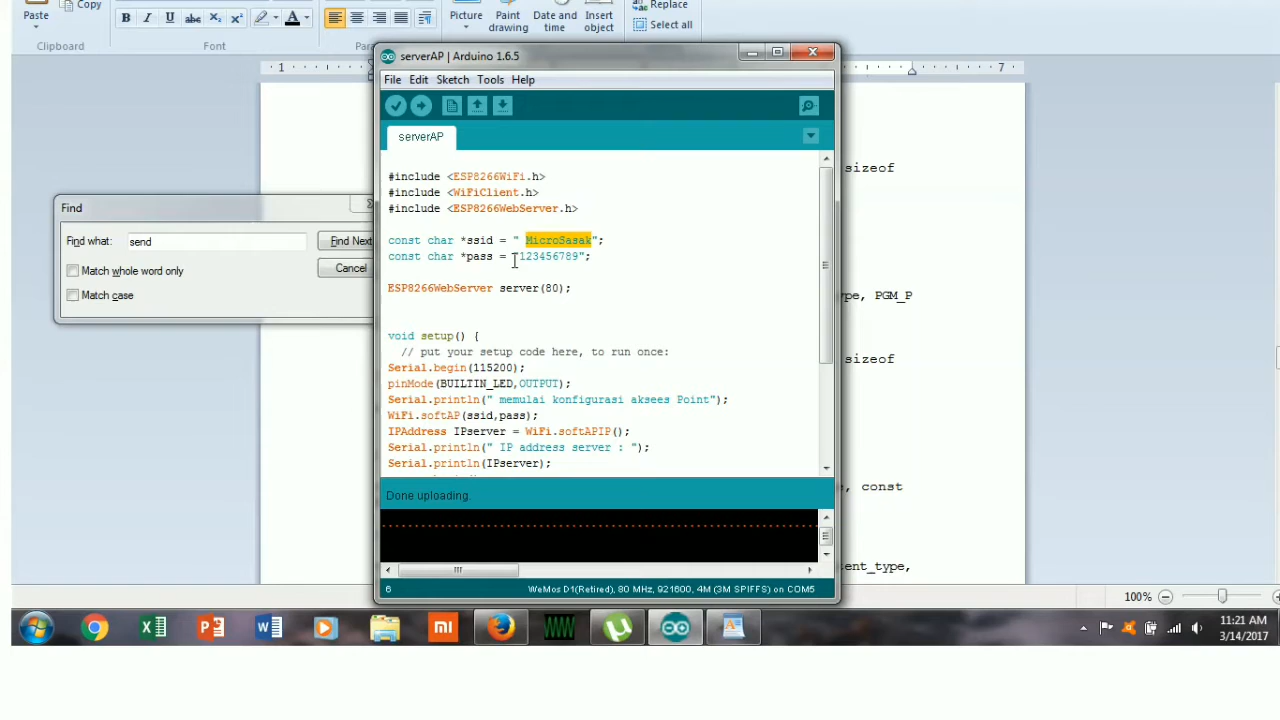 Copy
Replace
Paste
Picture
Paint drawing
Date and time
Insert object
Select all
Clipboard
Font
1
7
serverAP | Arduino 1.6.5
File Edit Sketch Tools Help
serverAP
#include <ESP8266WiFi.h>
#include <WiFiClient.h>
#include <ESP8266WebServer.h>
const char *ssid = " MicroSasak";
const char *pass = "123456789";
ESP8266WebServer server(80);
void setup() {
// put your setup code here, to run once:
Serial.begin(115200);
pinMode(BUILTIN_LED,OUTPUT);
Serial.println(" memulai konfigurasi aksees Point");
WiFi.softAP(ssid,pass);
IPAddress IPserver = WiFi.softAPIP();
Serial.println(" IP address server : ");
Serial.println(IPserver);
Done uploading.
6
WeMos D1(Retired), 80 MHz, 921600, 4M (3M SPIFFS) on COM5
Find
Find what: send
Find Next
Match whole word only
Cancel
Match case
sizeof
PGM_P
sizeof
const
100%
11:21 AM
3/14/2017